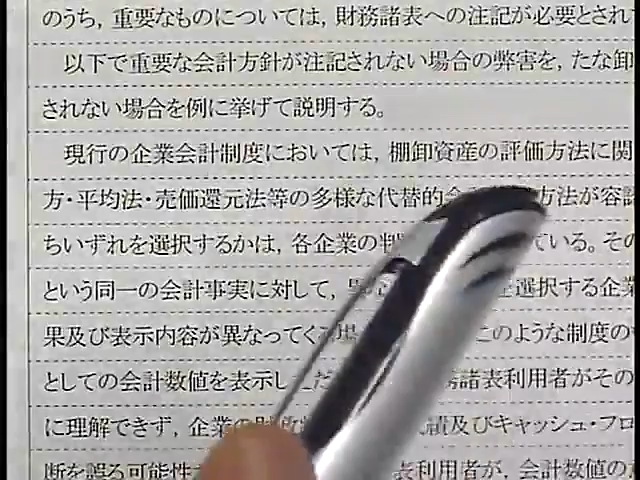 のうち，重要なものについては，財務諸表への注記が必要とされ
以下で重要な会計方針が注記されない場合の弊害を，たな卸
されない場合を例に挙げて説明する。
現行の企業会計制度においては，棚卸資産の評価方法に関
方・平均法・売価還元法等の多様な代替的会 方法が容認
ちいずれを選択するかは，各企業の判 ている。その
という同一の会計事実に対して， を選択する企業
果及び表示内容が異なってくる場 このような制度の
としての会計数値を表示し ただ 務諸表利用者がその
に理解できず，企業の財政 績及びキャッシュ・フロ
断を誤る可能性 表利用者が，会計数値の